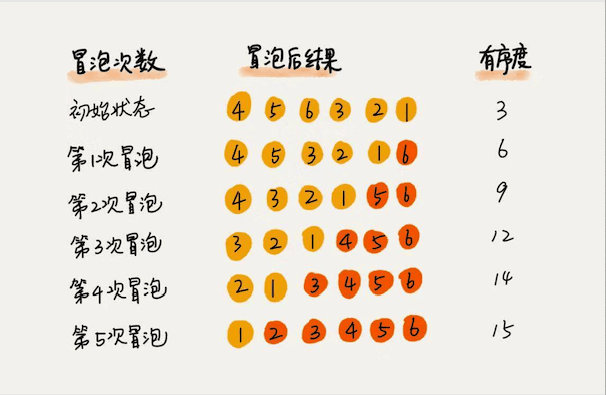 冒泡次数 冒泡后结果 有序度
初始状态 4 5 6 3 2 1 3
第1次冒泡 4 5 3 2 1 6 6
第2次冒泡 4 3 2 1 5 6 9
第3次冒泡 3 2 1 4 5 6 12
第4次冒泡 2 1 3 4 5 6 14
第5次冒泡 1 2 3 4 5 6 15